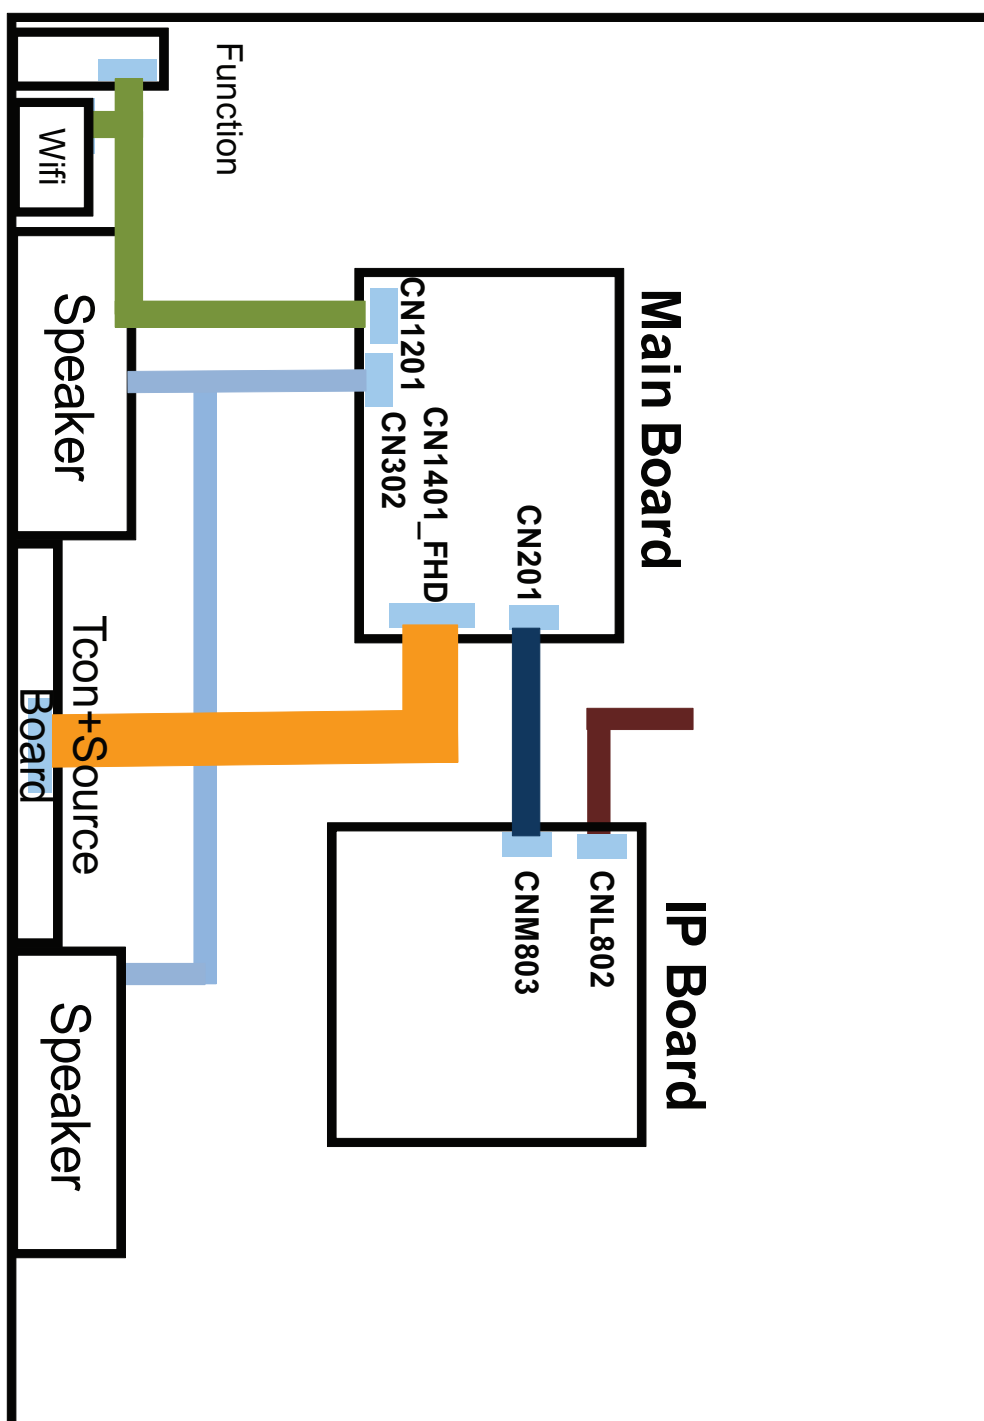 Main Board
IP Board
CN201
CNL802
CNM803
CN1201
CN1401_FHD
CN302
Function
Wifi
Speaker
Tcon+Source
Board
Speaker